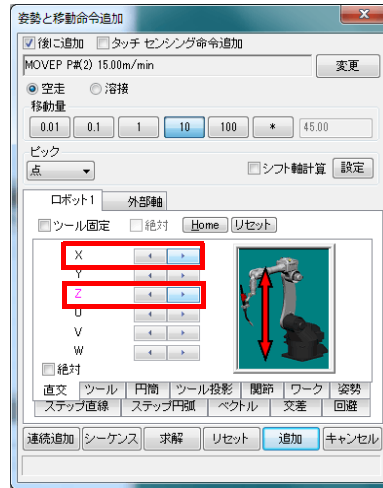 姿勢と移動命令追加
後に追加 タッチ センシング命令追加
MOVEP P#(2) 15.00m/min 変更
空走 溶接
移動量
0.01 0.1 1 10 100 * 45.00
ピック
点 シフト軸計算 設定
ロボット1 外部軸
ツール固定 絶対 Home リセット
X
Y
Z
U
V
W
絶対
直交 ツール 円筒 ツール投影 関節 ワーク 姿勢
ステップ直線 ステップ円弧 ベクトル 交差 回避
連続追加 シーケンス 求解 リセット 追加 キャンセル